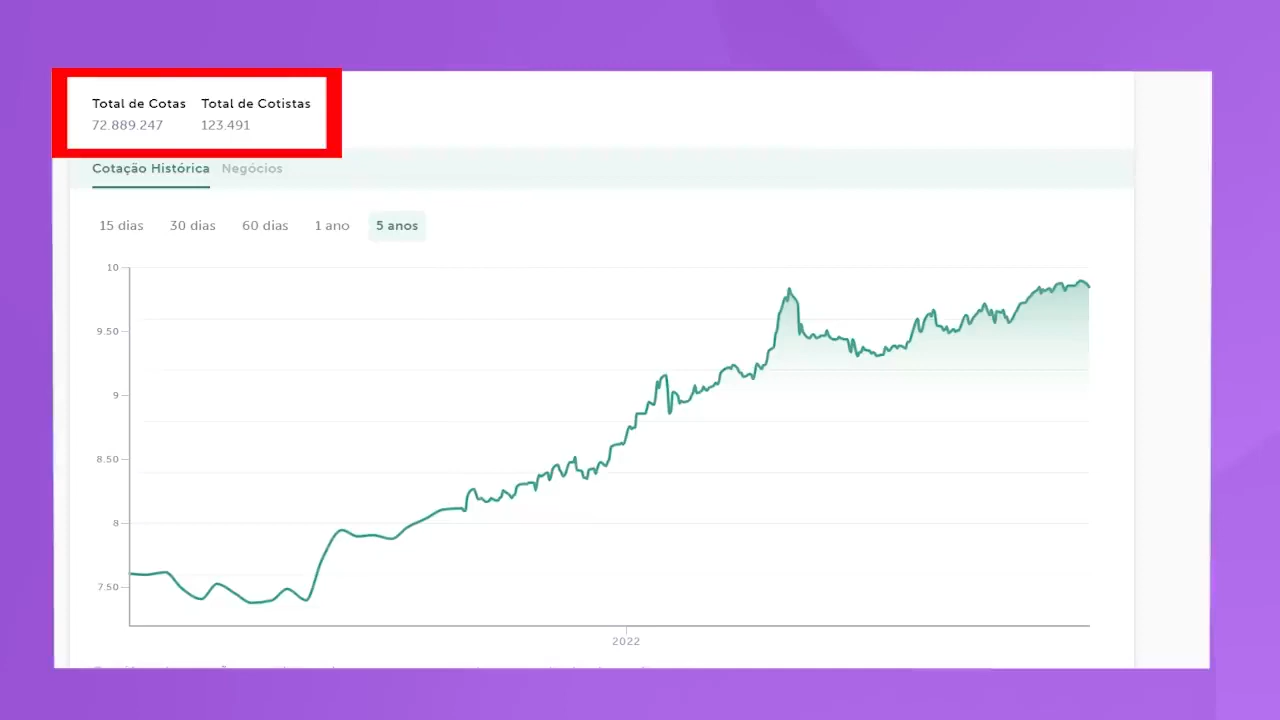 Total de Cotas Total de Cotistas
72.889.247 123.491
Cotação Histórica Negócios
15 dias 30 dias 60 dias 1 ano 5 anos
10
9.50
9
8.50
8
7.50
2022